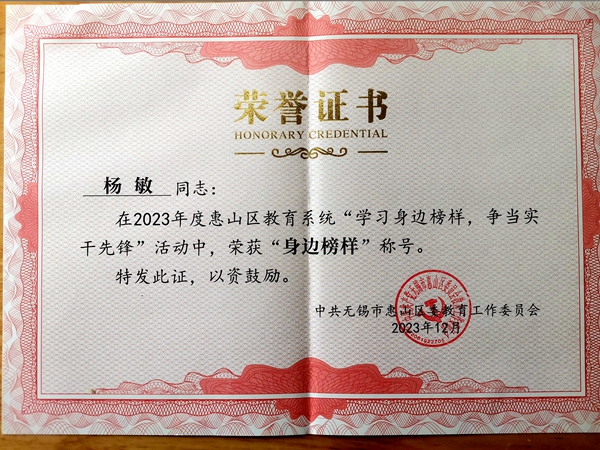 荣誉证书
HONORARY CREDENTIAL
杨敏 同志：
在2023年度惠山区教育系统“学习身边榜样，争当实
干先锋”活动中，荣获“身边榜样”称号。
特发此证，以资鼓励。
中共无锡市惠山区委教育工作委员会
2023年12月